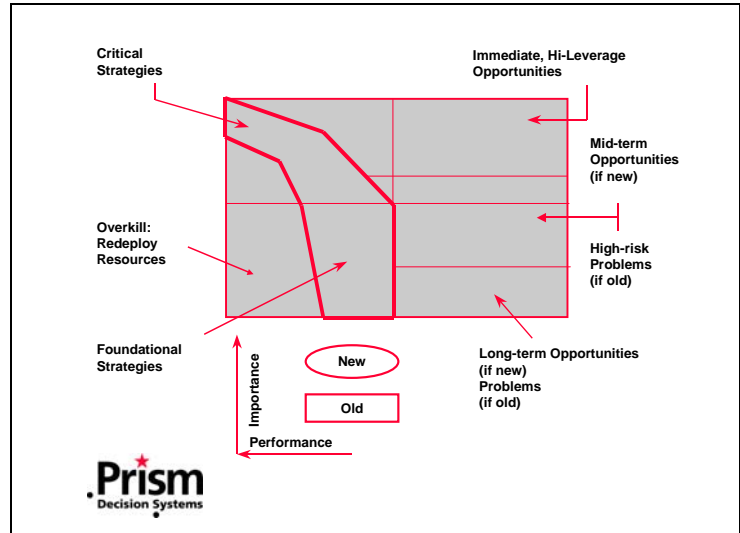 Critical
Strategies
Immediate, Hi-Leverage
Opportunities
Mid-term
Opportunities
(if new)
Overkill:
Redeploy
Resources
High-risk
Problems
(if old)
Foundational
Strategies
Importance
New
Old
Performance
Long-term Opportunities
(if new)
Problems
(if old)
Prism
Decision Systems